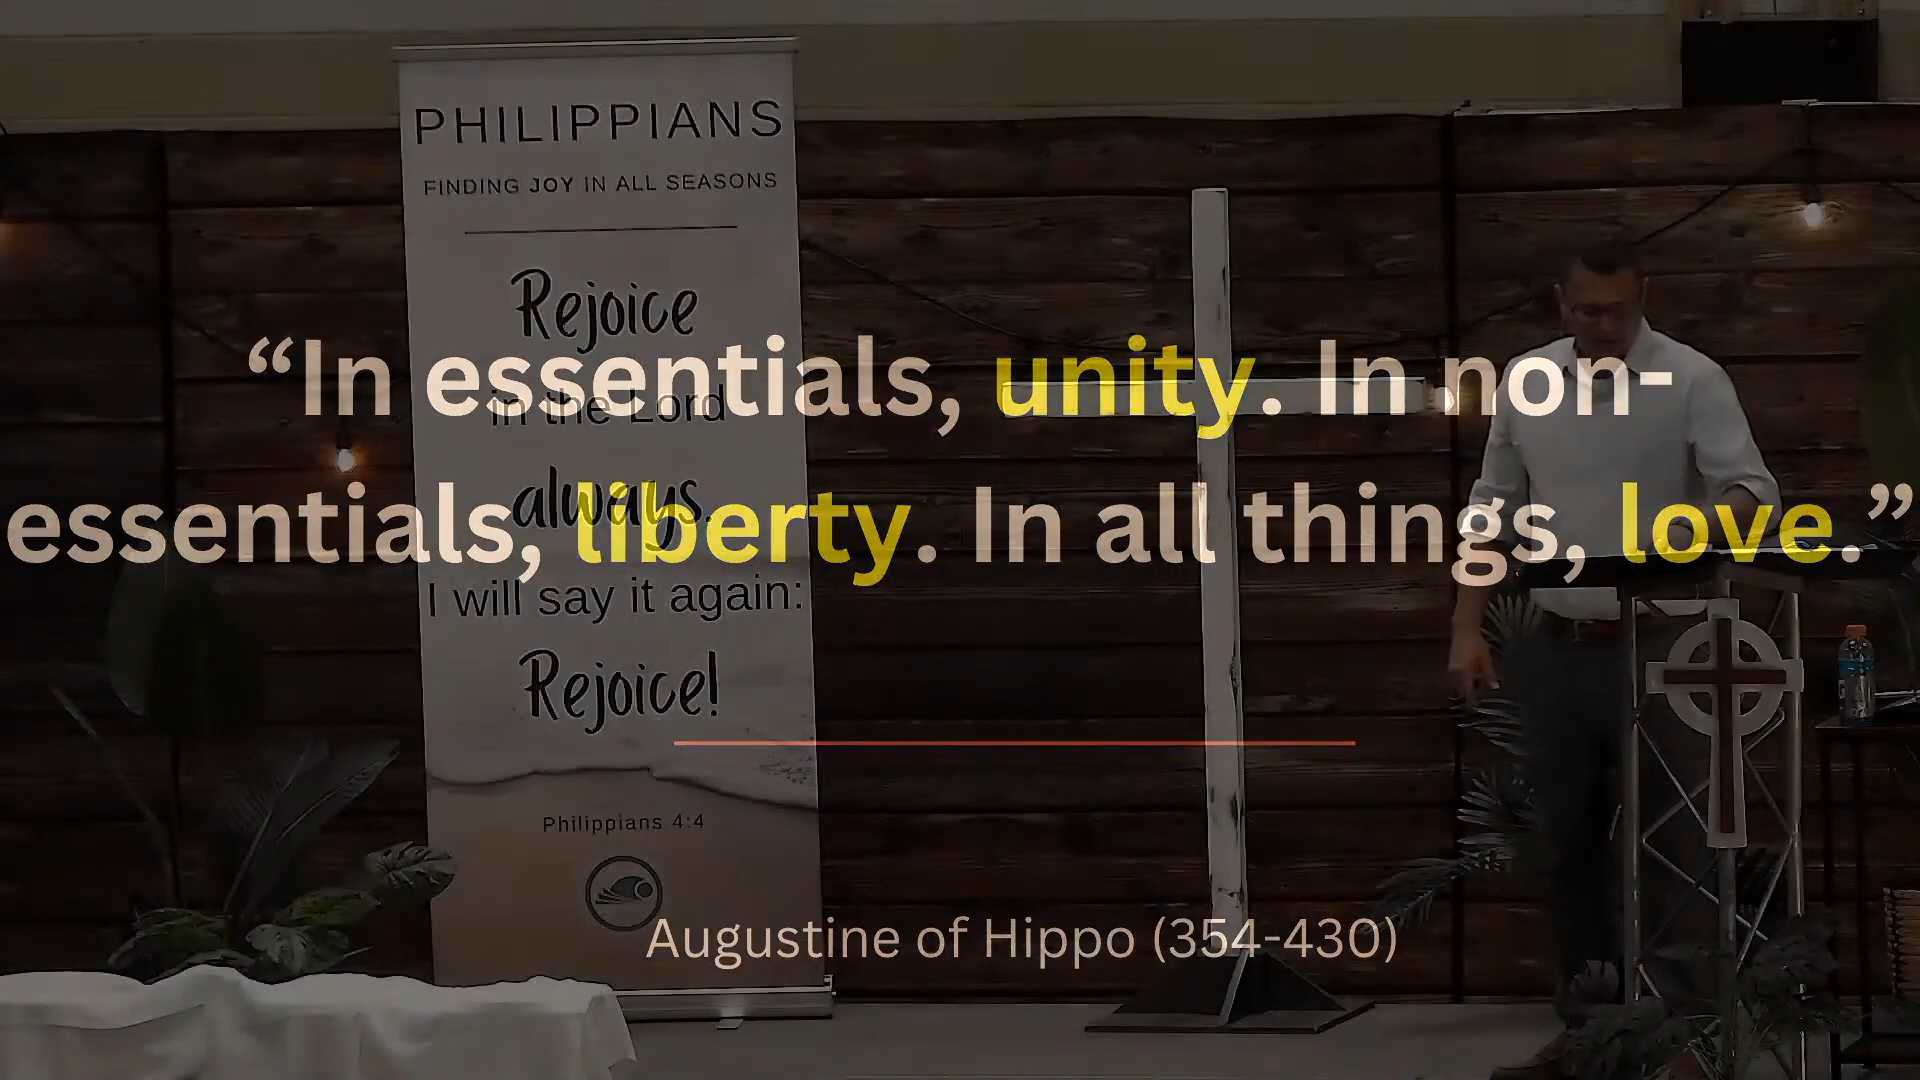 PHILIPPIANS
FINDING JOY IN ALL SEASONS
Rejoice
in the Lord
always.
I will say it again:
Rejoice!
Philippians 4:4
“In essentials, unity. In non-
essentials, liberty. In all things, love.”
Augustine of Hippo (354-430)